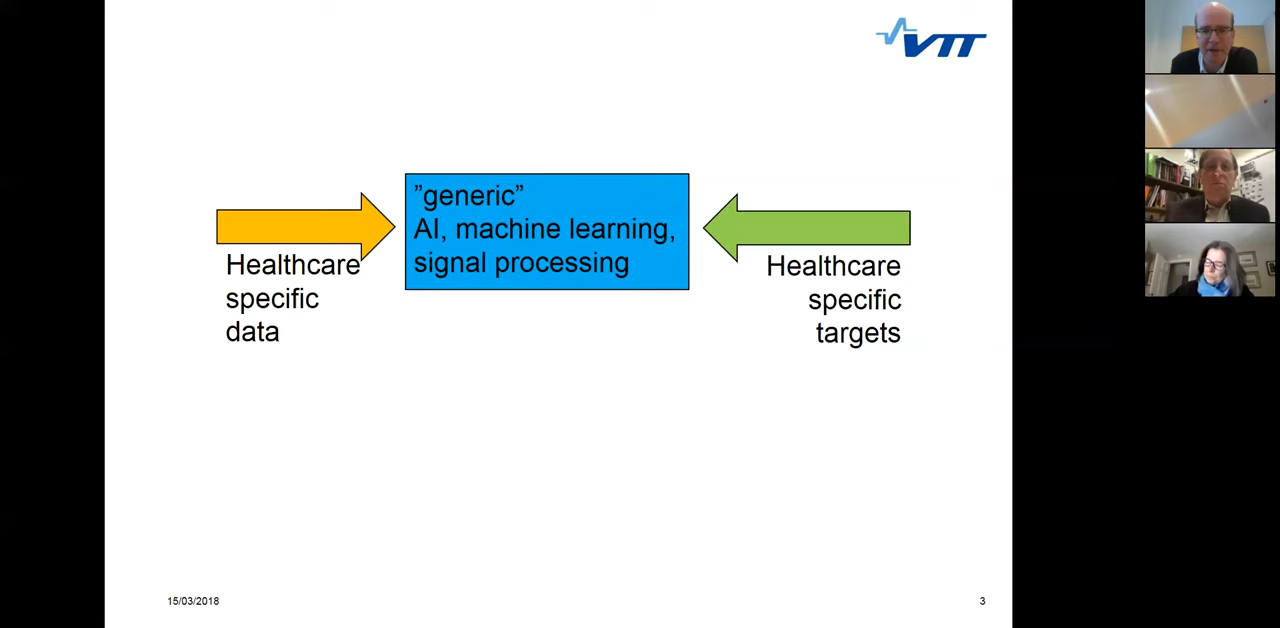 VTT
”generic”
AI, machine learning,
signal processing
Healthcare
specific
data
Healthcare
specific
targets
15/03/2018
3